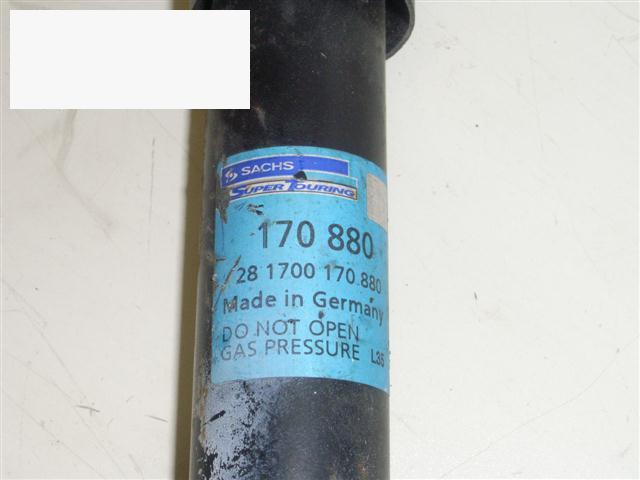 SACHS
SUPER TOURING
170 880
28 1700 170 880
Made in Germany
DO NOT OPEN
GAS PRESSURE L35